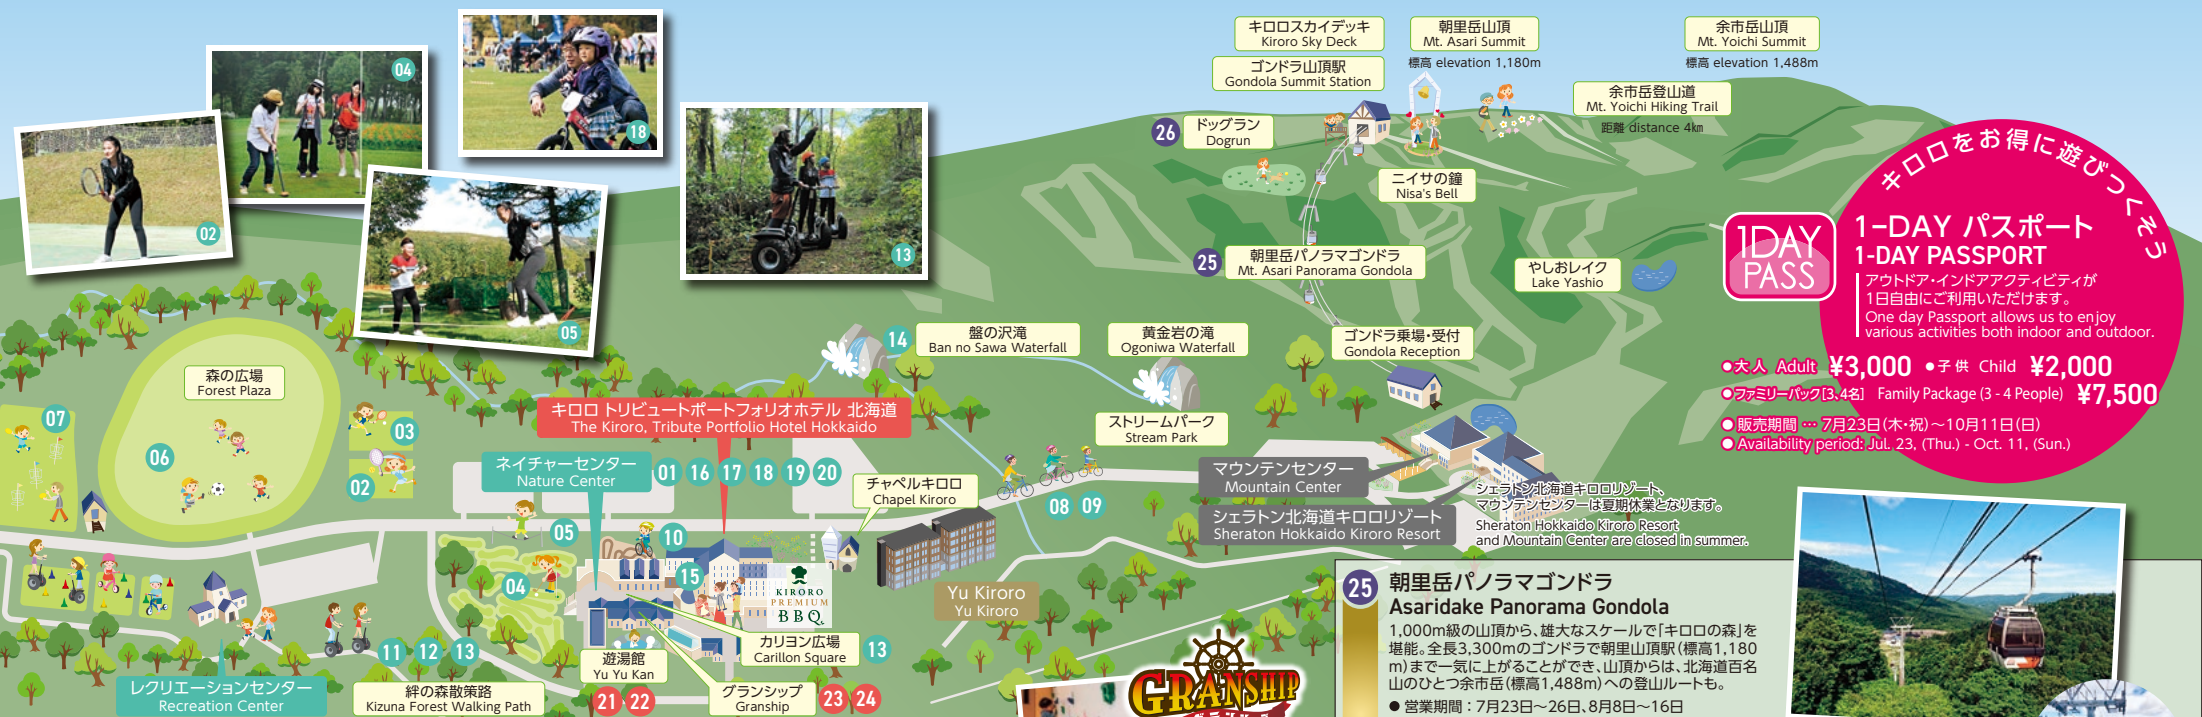 キロロスカイデッキ
Kiroro Sky Deck
ゴンドラ山頂駅
Gondola Summit Station
朝里岳山頂
Mt. Asari Summit
標高 elevation 1,180m
余市岳山頂
Mt. Yoichi Summit
標高 elevation 1,488m
余市岳登山道
Mt. Yoichi Hiking Trail
距離 distance 4㎞
26
ドッグラン
Dogrun
ニイサの鐘
Nisa's Bell
25
朝里岳パノラマゴンドラ
Mt. Asari Panorama Gondola
やしおレイク
Lake Yashio
04
18
02
05
13
キロロをお得に遊びつくそう
1DAY
PASS
1-DAY パスポート
1-DAY PASSPORT
アウトドア・インドアアクティビティが
1日自由にご利用いただけます。
One day Passport allows us to enjoy
various activities both indoor and outdoor.
●大人 Adult ¥3,000 ●子供 Child ¥2,000
●ファミリーパック[3、4名] Family Package (3 - 4 People) ¥7,500
●販売期間 … 7月23日(木・祝)～10月11日(日)
●Availability period: Jul. 23, (Thu.) - Oct. 11, (Sun.)
14
盤の沢滝
Ban no Sawa Waterfall
黄金岩の滝
Ogoniwa Waterfall
ゴンドラ乗場・受付
Gondola Reception
ストリームパーク
Stream Park
森の広場
Forest Plaza
07
06
03
02
キロロ トリビュートポートフォリオホテル 北海道
The Kiroro, Tribute Portfolio Hotel Hokkaido
ネイチャーセンター
Nature Center
01 16 17 18 19 20
チャペルキロロ
Chapel Kiroro
08 09
マウンテンセンター
Mountain Center
シェラトン北海道キロロリゾート
Sheraton Hokkaido Kiroro Resort
シェラトン北海道キロロリゾート、
マウンテンセンターは夏期休業となります。
Sheraton Hokkaido Kiroro Resort
and Mountain Center are closed in summer.
05
10
04
15
KIRORO
PREMIUM
BBQ
Yu Kiroro
Yu Kiroro
カリヨン広場
Carillon Square
13
遊湯館
Yu Yu Kan
21 22
グランシップ
Granship
23 24
11 12 13
レクリエーションセンター
Recreation Center
絆の森散策路
Kizuna Forest Walking Path
GRANSHIP
25
朝里岳パノラマゴンドラ
Asaridake Panorama Gondola
1,000m級の山頂から、雄大なスケールで「キロロの森」を
堪能。全長3,300mのゴンドラで朝里山頂駅(標高1,180
m)まで一気に上がることができ、山頂からは、北海道百名
山のひとつ余市岳(標高1,488m)への登山ルートも。
●営業期間：7月23日～26日、8月8日～16日